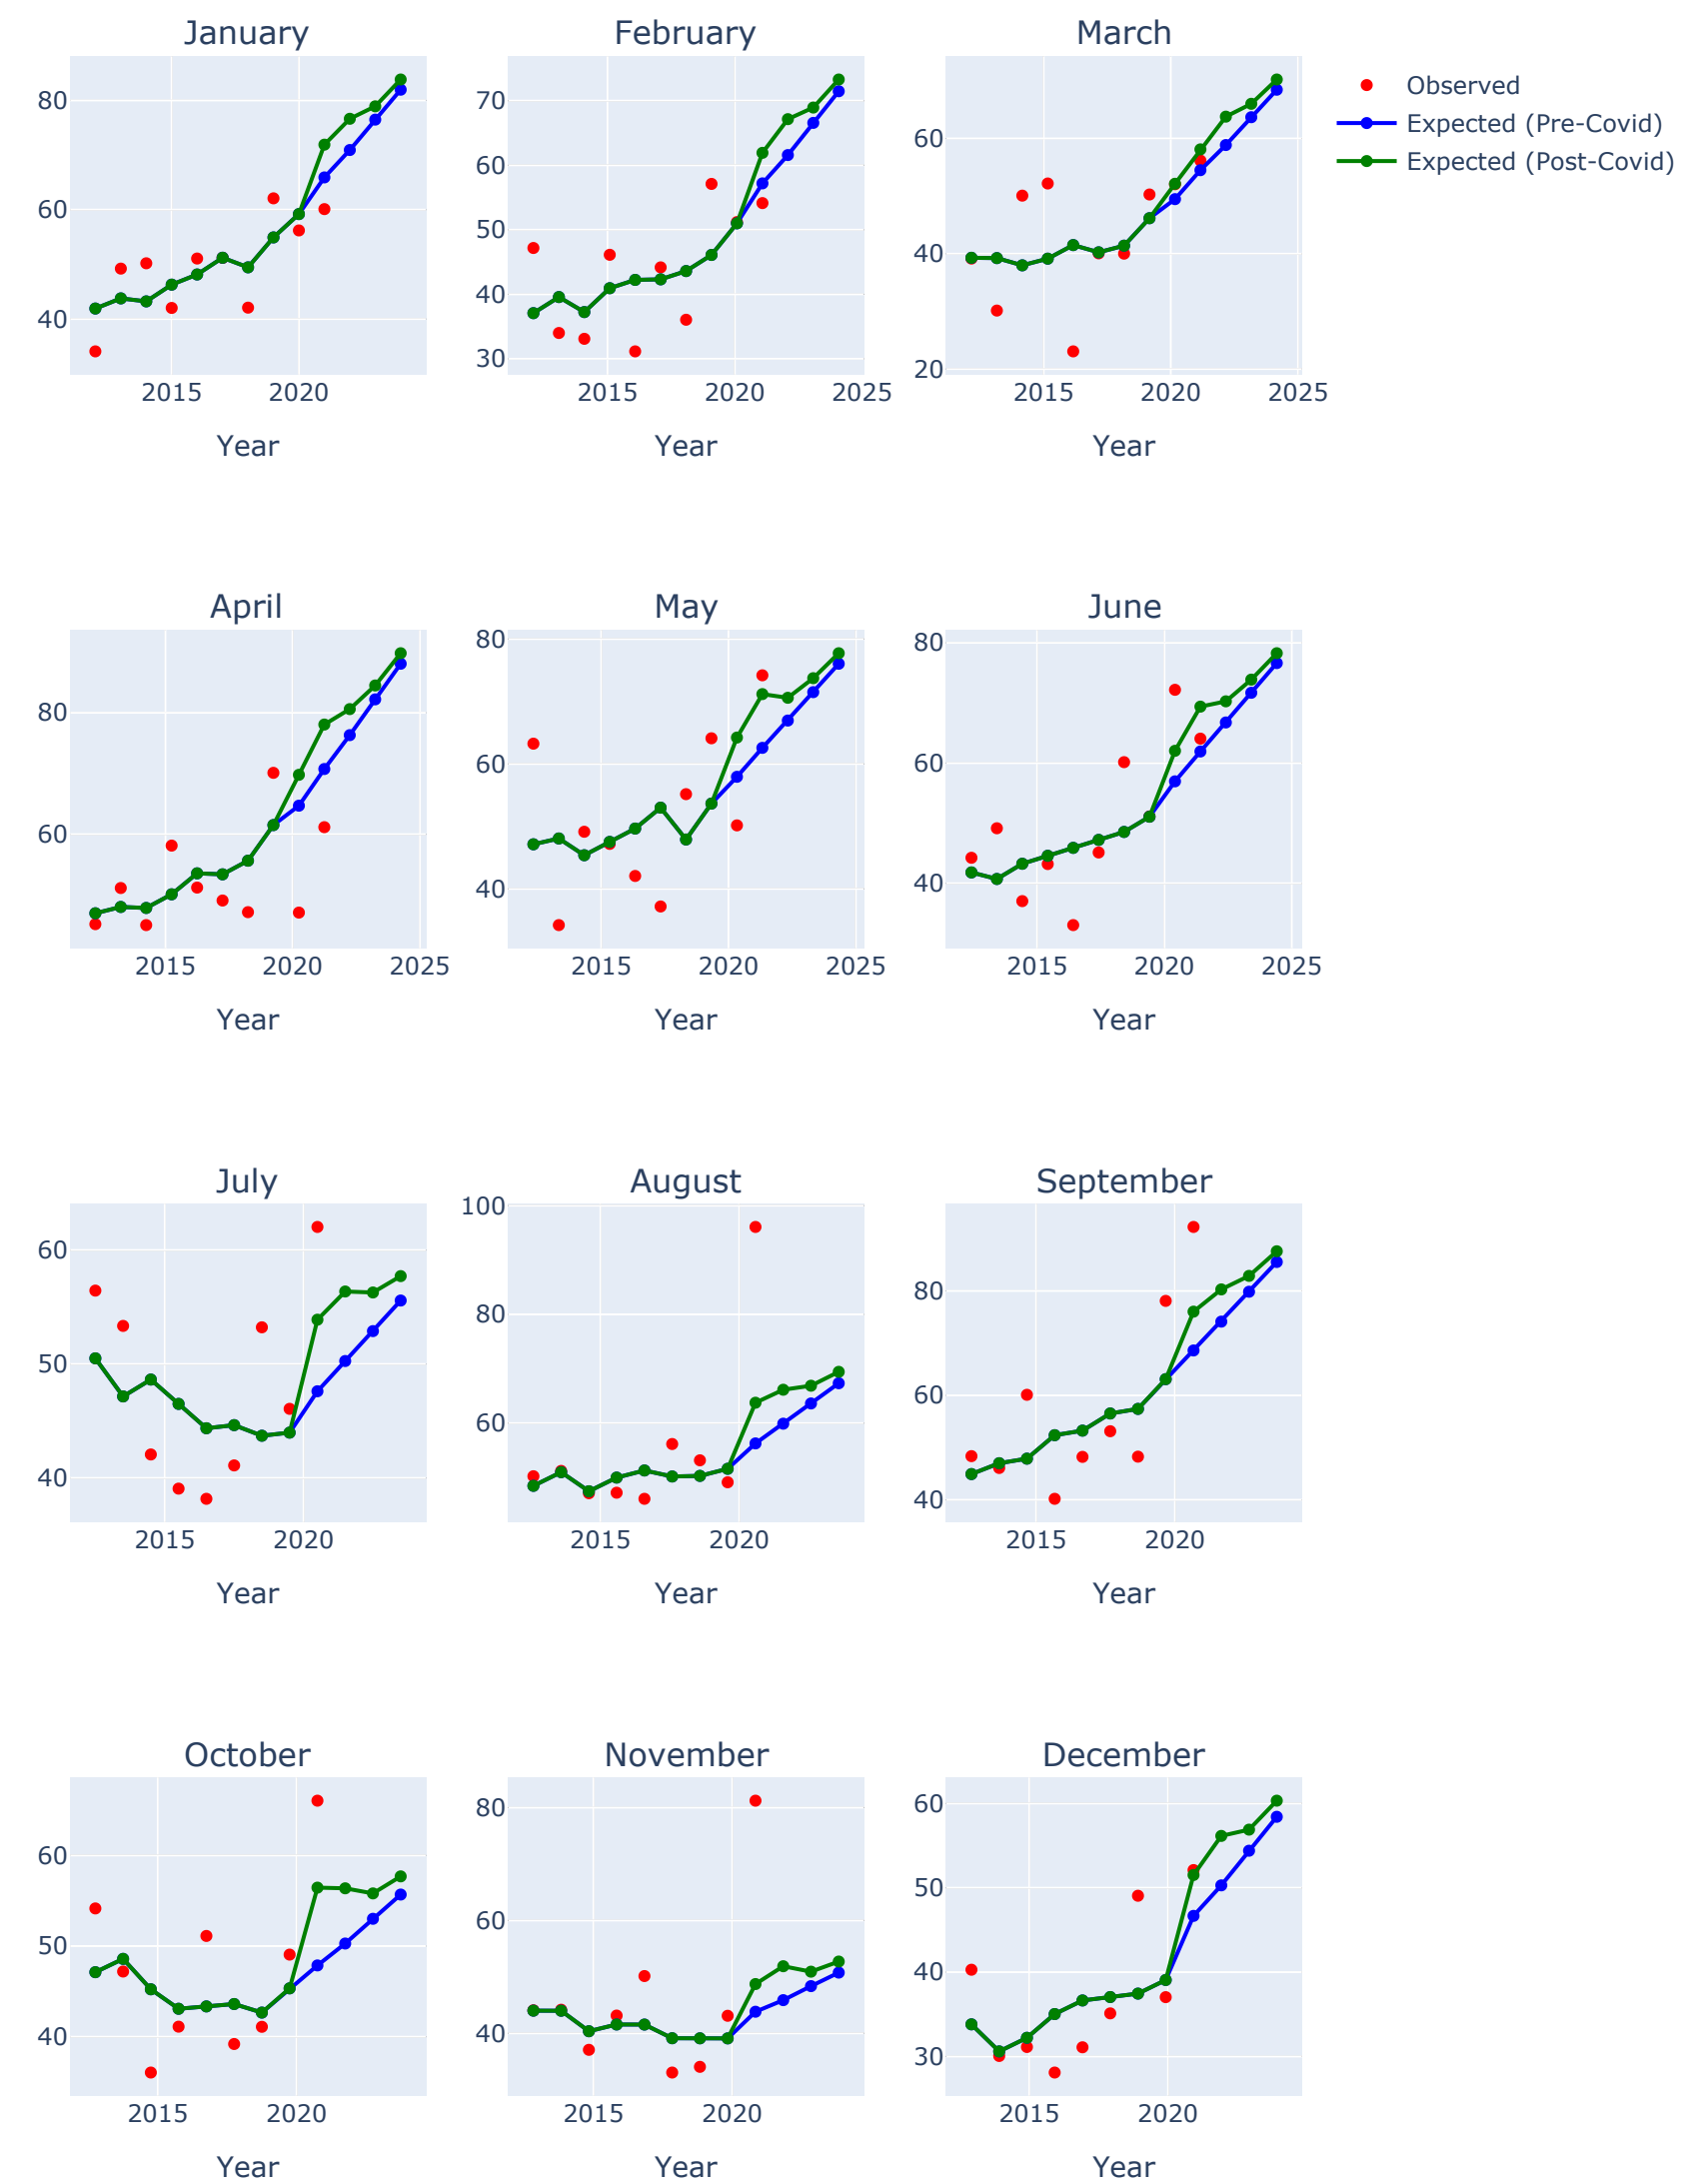 January
February
March
Observed
Expected (Pre-Covid)
Expected (Post-Covid)
80
60
40
70
60
50
40
30
60
40
20
2015
2020
2015
2020
2025
2015
2020
2025
Year
Year
Year
April
May
June
80
60
80
60
40
80
60
40
2015
2020
2025
2015
2020
2025
2015
2020
2025
Year
Year
Year
July
August
September
60
50
40
100
80
60
80
60
40
2015
2020
2015
2020
2015
2020
Year
Year
Year
October
November
December
60
50
40
80
60
40
60
50
40
30
2015
2020
2015
2020
2015
2020
Year
Year
Year